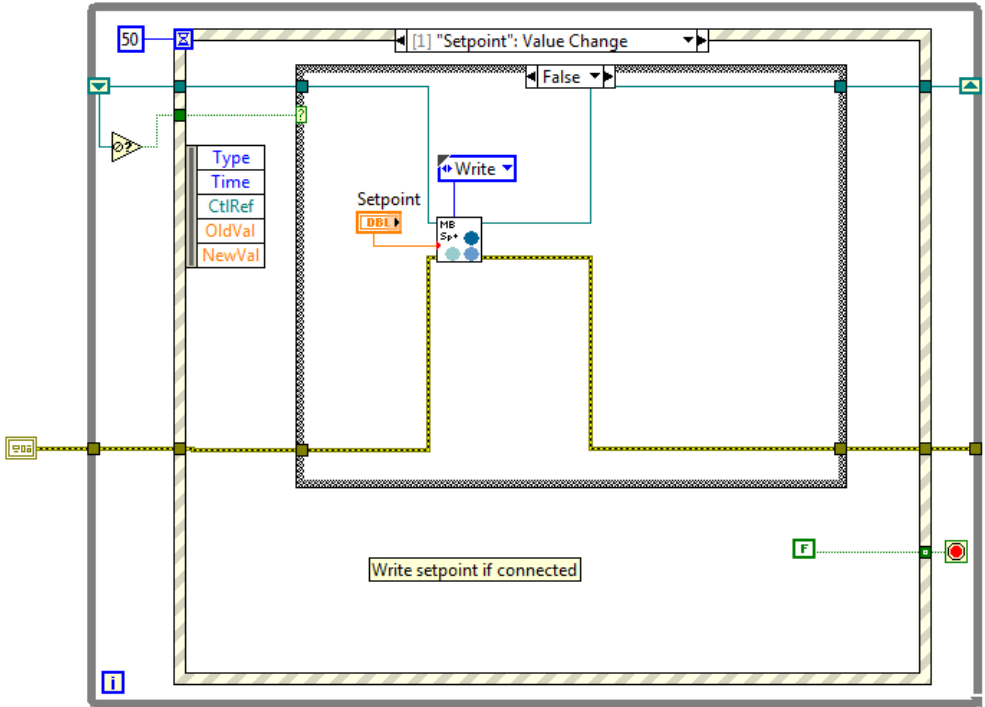 50
[1] "Setpoint": Value Change
False
?
Type
Time
CtlRef
OldVal
NewVal
Write
Setpoint
DBL
MB
Sp+
F
Write setpoint if connected
i